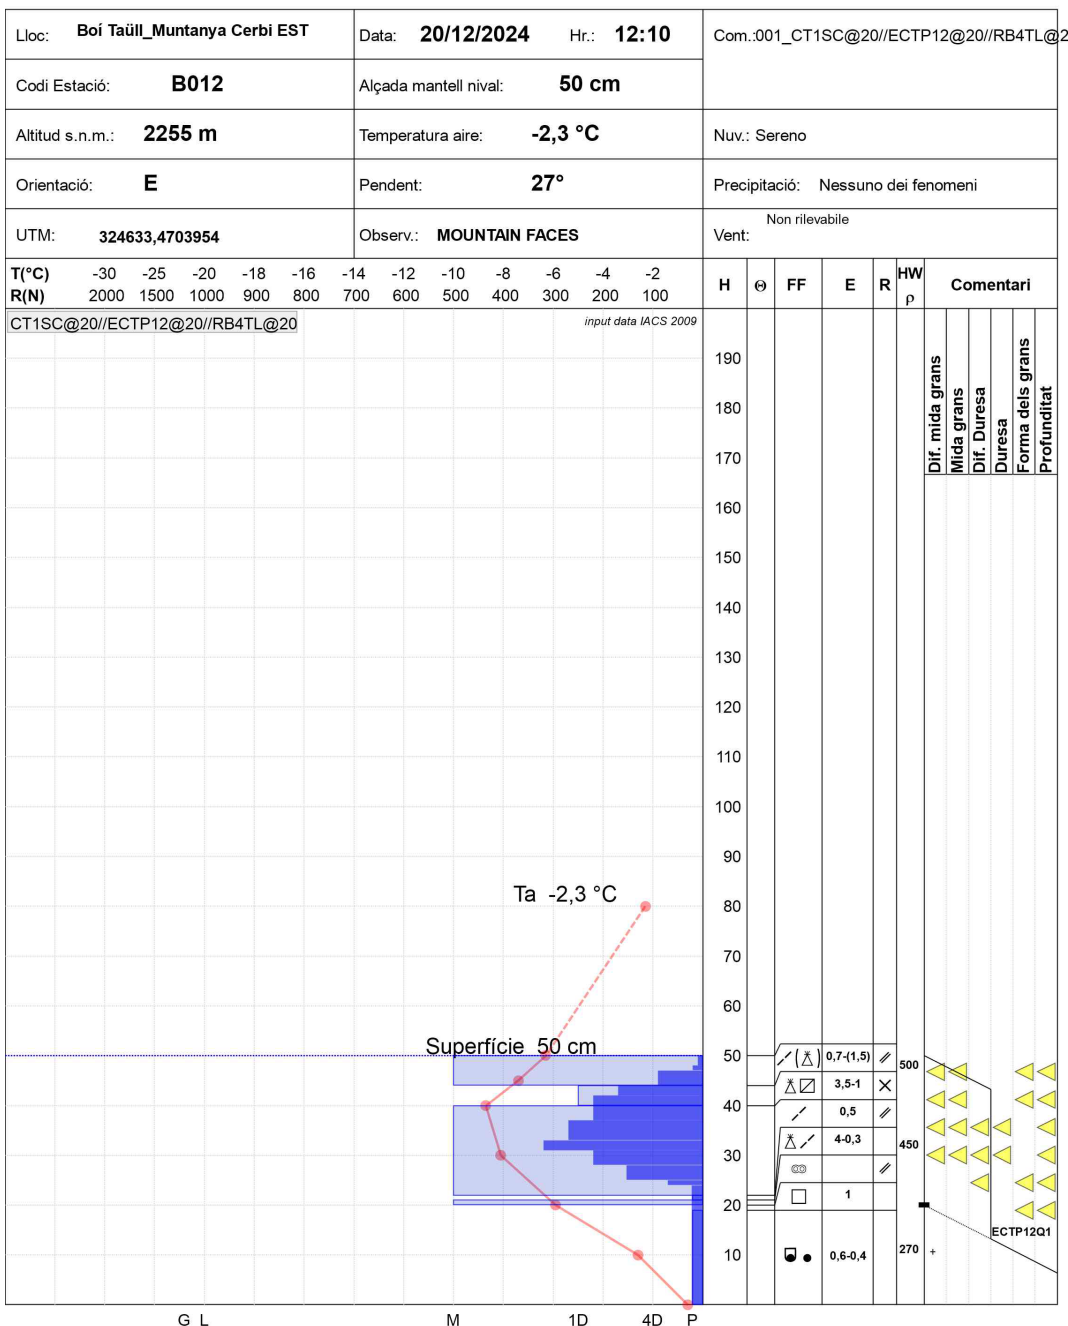 Lloc: Boí Taüll_Muntanya Cerbi EST
Data: 20/12/2024 Hr.: 12:10
Com.:001_CT1SC@20//ECTP12@20//RB4TL@2
Codi Estació: B012
Alçada mantell nival: 50 cm
Altitud s.n.m.: 2255 m
Temperatura aire: -2,3 °C
Nuv.: Sereno
Orientació: E
Pendent: 27°
Precipitació: Nessuno dei fenomeni
UTM: 324633,4703954
Observ.: MOUNTAIN FACES
Vent: Non rilevabile
T(°C) -30 -25 -20 -18 -16 -14 -12 -10 -8 -6 -4 -2
R(N) 2000 1500 1000 900 800 700 600 500 400 300 200 100
H Θ FF E R HW ρ Comentari
CT1SC@20//ECTP12@20//RB4TL@20
input data IACS 2009
Dif. mida grans
Mida grans
Dif. Duresa
Duresa
Forma dels grans
Profunditat
190
180
170
160
150
140
130
120
110
100
90
80
70
60
50
40
30
20
10
Ta -2,3 °C
Superfície 50 cm
0,7-(1,5)
3,5-1
0,5
4-0,3
1
0,6-0,4
500
450
270
+
ECTP12Q1
G L M 1D 4D P